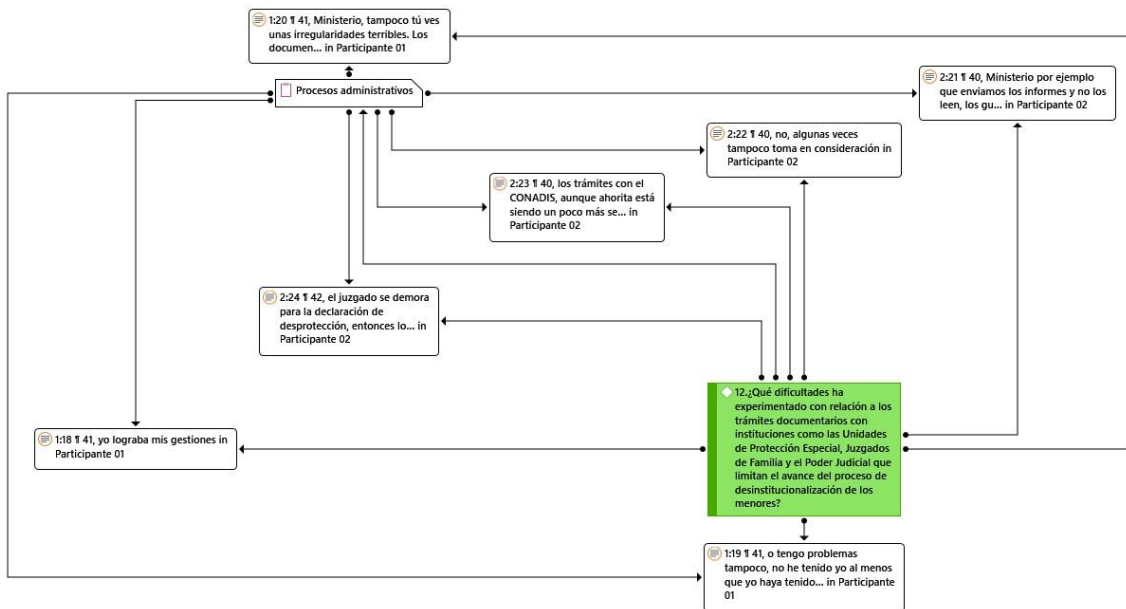 1:20 ¶ 41, Ministerio, tampoco tú ves
unas irregularidades terribles. Los
documen... in Participante 01
Procesos administrativos
2:21 ¶ 40, Ministerio por ejemplo
que enviamos los informes y no los
leen, los gu... in Participante 02
2:22 ¶ 40, no, algunas veces
tampoco toma en consideración in
Participante 02
2:23 ¶ 40, los trámites con el
CONADIS, aunque ahorita está
siendo un poco más se... in
Participante 02
2:24 ¶ 42, el juzgado se demora
para la declaración de
desprotección, entonces lo... in
Participante 02
12.¿Qué dificultades ha
experimentado con relación a los
trámites documentarios con
instituciones como las Unidades
de Protección Especial, Juzgados
de Familia y el Poder Judicial que
limitan el avance del proceso de
desinstitucionalización de los
menores?
1:18 ¶ 41, yo lograba mis gestiones in
Participante 01
1:19 ¶ 41, o tengo problemas
tampoco, no he tenido yo al menos
que yo haya tenido... in Participante
01